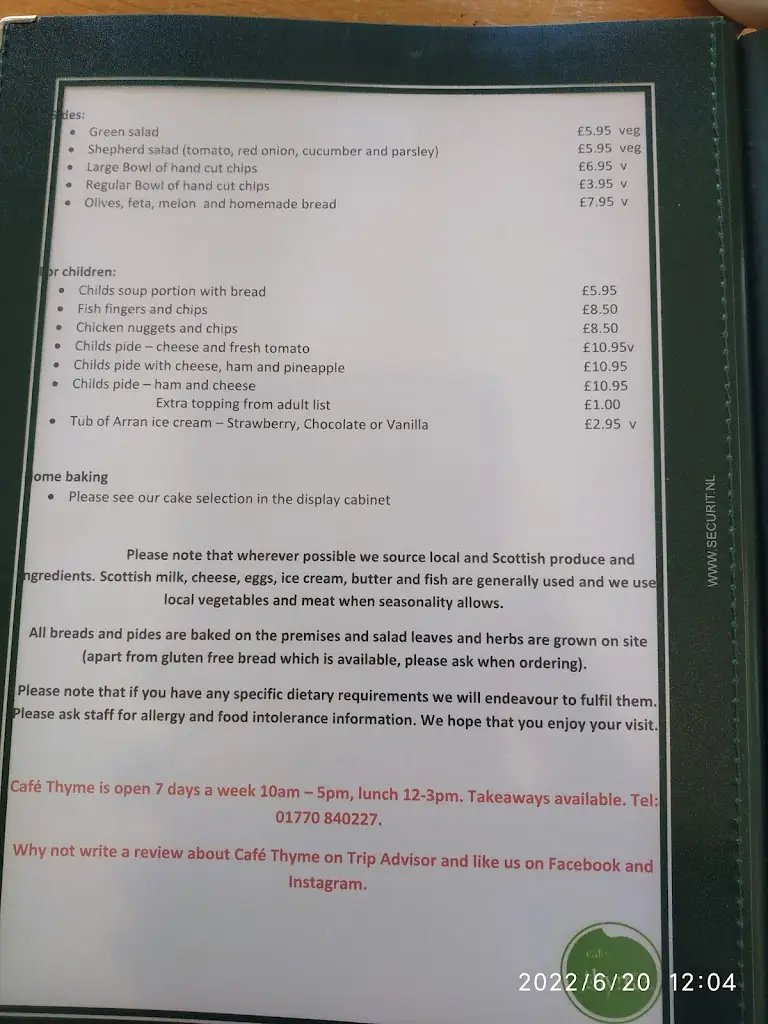 Sides:
• Green salad £5.95 veg
• Shepherd salad (tomato, red onion, cucumber and parsley) £5.95 veg
• Large Bowl of hand cut chips £6.95 v
• Regular Bowl of hand cut chips £3.95 v
• Olives, feta, melon and homemade bread £7.95 v
For children:
• Childs soup portion with bread £5.95
• Fish fingers and chips £8.50
• Chicken nuggets and chips £8.50
• Childs pide – cheese and fresh tomato £10.95v
• Childs pide with cheese, ham and pineapple £10.95
• Childs pide – ham and cheese £10.95
Extra topping from adult list £1.00
• Tub of Arran ice cream – Strawberry, Chocolate or Vanilla £2.95 v
ome baking
• Please see our cake selection in the display cabinet
Please note that wherever possible we source local and Scottish produce and
ngredients. Scottish milk, cheese, eggs, ice cream, butter and fish are generally used and we use
local vegetables and meat when seasonality allows.
All breads and pides are baked on the premises and salad leaves and herbs are grown on site
(apart from gluten free bread which is available, please ask when ordering).
Please note that if you have any specific dietary requirements we will endeavour to fulfil them.
Please ask staff for allergy and food intolerance information. We hope that you enjoy your visit.
Café Thyme is open 7 days a week 10am – 5pm, lunch 12-3pm. Takeaways available. Tel:
01770 840227.
Why not write a review about Café Thyme on Trip Advisor and like us on Facebook and
Instagram.
WWW.SECURIT.NL
Café
thyme
2022/6/20 12:04